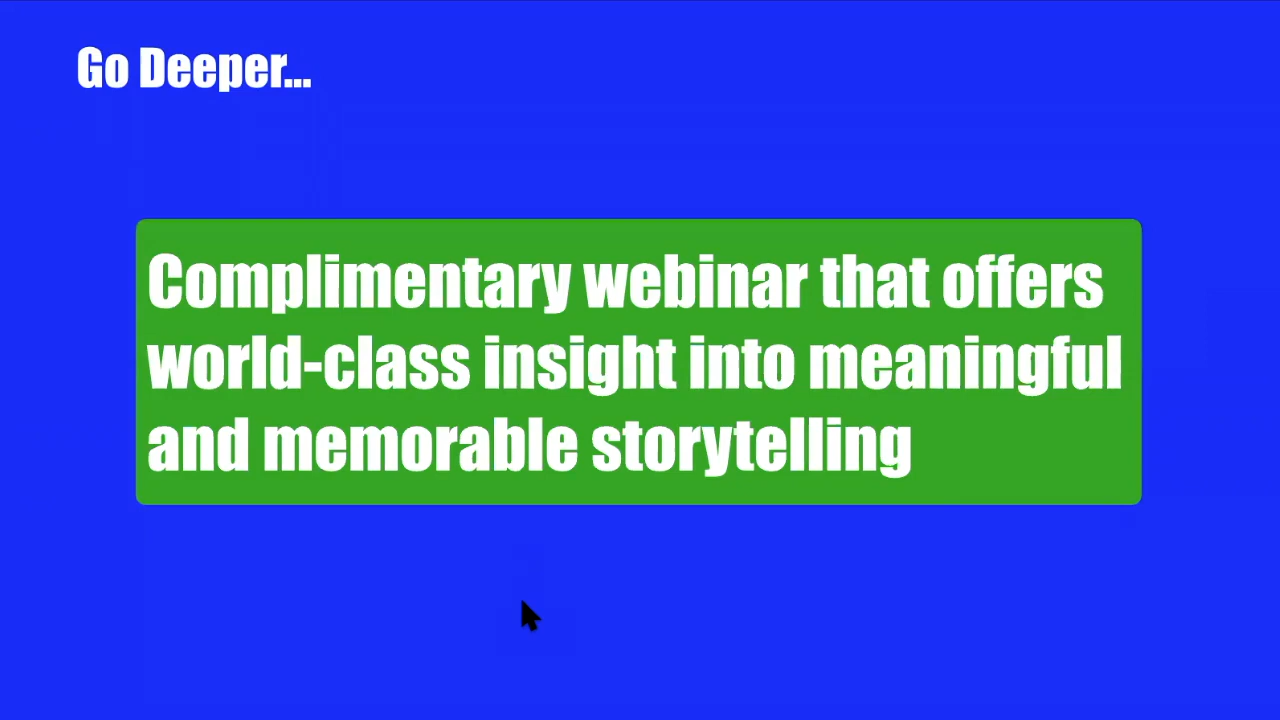 Go Deeper...
Complimentary webinar that offers
world-class insight into meaningful
and memorable storytelling